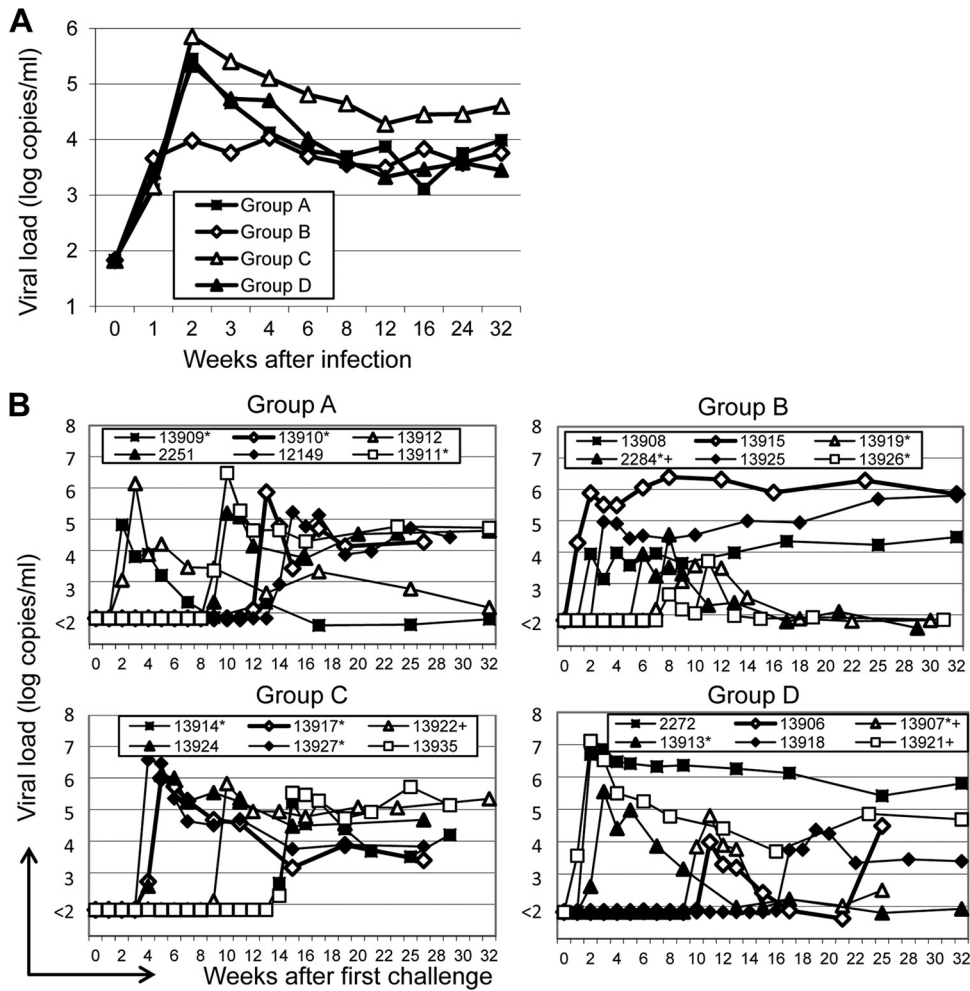 A
6
5
4
3
2
1
Viral load (log copies/ml)
Group A
Group B
Group C
Group D
0 1 2 3 4 6 8 12 16 24 32
Weeks after infection
B
Group A
8
7
6
5
4
3
<2
13909* 13910* 13912
2251 12149 13911*
0 2 4 6 8 10 12 14 16 18 20 22 25 28 30 32
Group B
8
7
6
5
4
3
<2
13908 13915 13919*
2284*+ 13925 13926*
0 2 4 6 8 10 12 14 16 18 20 22 25 28 30 32
Viral load (log copies/ml)
Group C
8
7
6
5
4
3
<2
13914* 13917* 13922+
13924 13927* 13935
0 2 4 6 8 10 12 14 16 18 20 22 25 28 30 32
Group D
8
7
6
5
4
3
<2
2272 13906 13907*+
13913* 13918 13921+
0 2 4 6 8 10 12 14 16 18 20 22 25 28 30 32
Weeks after first challenge